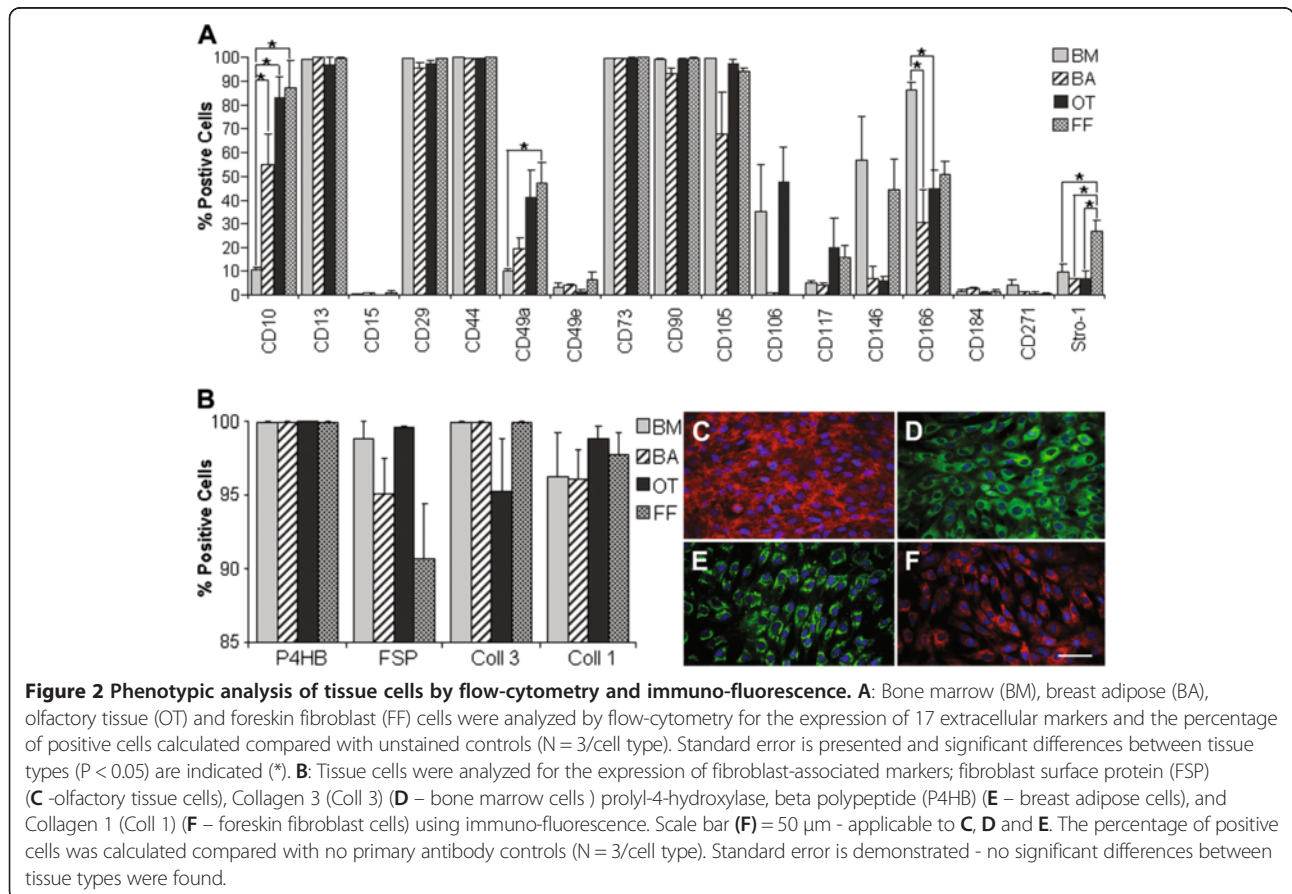 A
% Postive Cells
100
90
80
70
60
50
40
30
20
10
0
* * * * * * * * *
BM
BA
OT
FF
CD10 CD13 CD15 CD29 CD44 CD49a CD49e CD73 CD90 CD105 CD106 CD117 CD146 CD166 CD184 CD271 Stro-1
B
% Positive Cells
100
95
90
85
BM
BA
OT
FF
P4HB FSP Coll 3 Coll 1
C D
E F
Figure 2 Phenotypic analysis of tissue cells by flow-cytometry and immuno-fluorescence. A: Bone marrow (BM), breast adipose (BA),
olfactory tissue (OT) and foreskin fibroblast (FF) cells were analyzed by flow-cytometry for the expression of 17 extracellular markers and the percentage
of positive cells calculated compared with unstained controls (N = 3/cell type). Standard error is presented and significant differences between tissue
types (P < 0.05) are indicated (*). B: Tissue cells were analyzed for the expression of fibroblast-associated markers; fibroblast surface protein (FSP)
(C -olfactory tissue cells), Collagen 3 (Coll 3) (D – bone marrow cells ) prolyl-4-hydroxylase, beta polypeptide (P4HB) (E – breast adipose cells), and
Collagen 1 (Coll 1) (F – foreskin fibroblast cells) using immuno-fluorescence. Scale bar (F) = 50 μm - applicable to C, D and E. The percentage of positive
cells was calculated compared with no primary antibody controls (N = 3/cell type). Standard error is demonstrated - no significant differences between
tissue types were found.